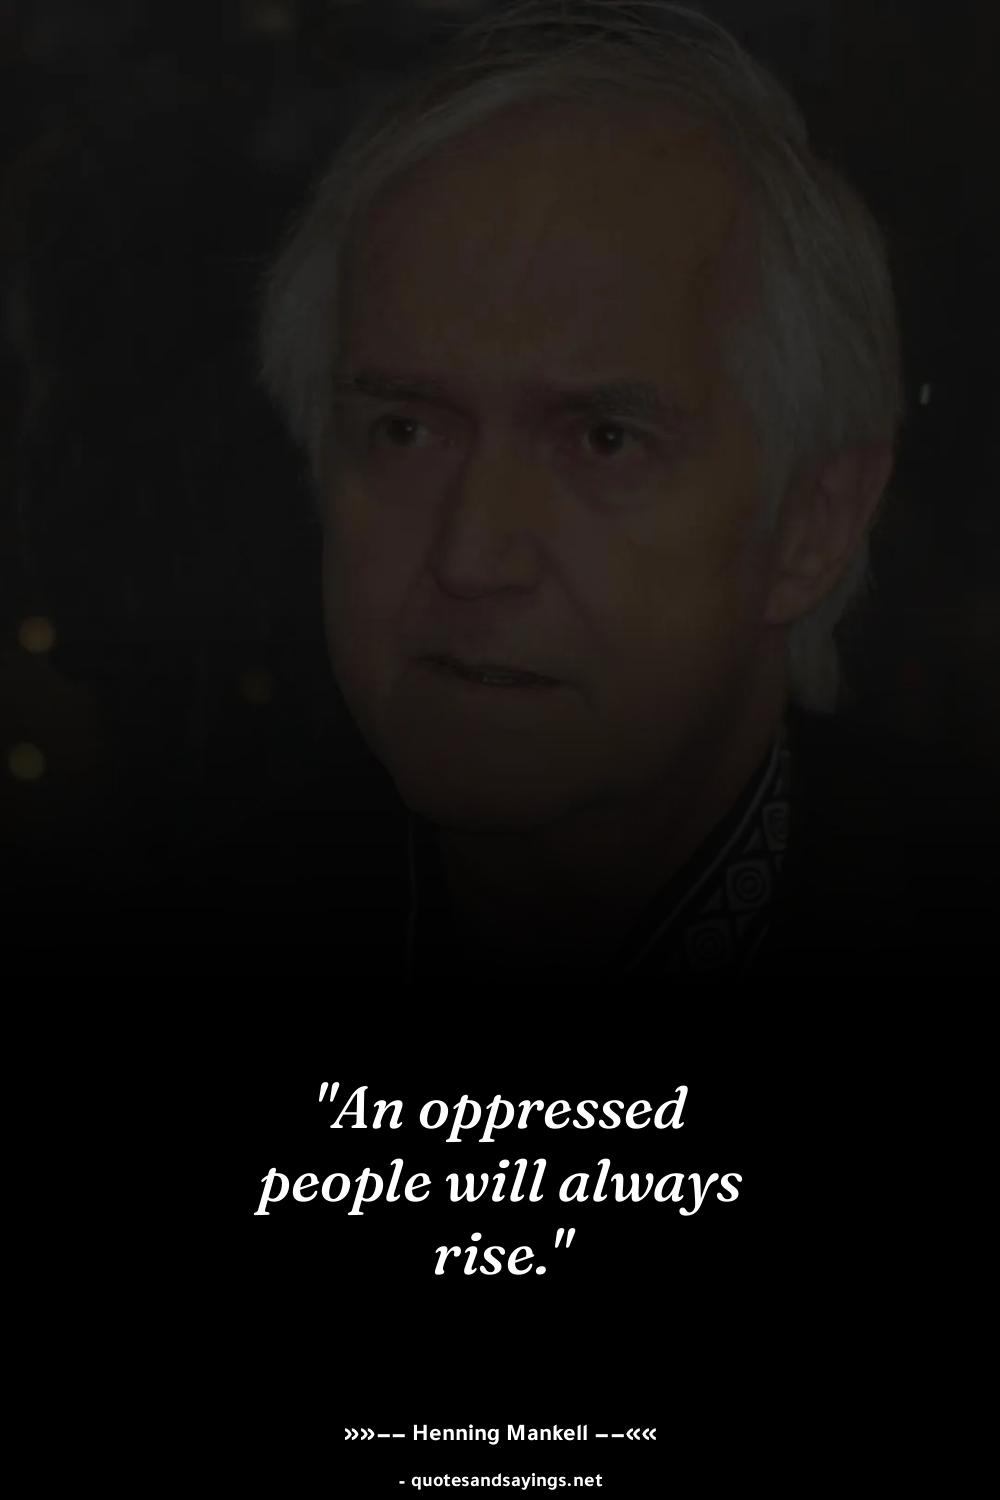 "An oppressed
people will always
rise."
»»–– Henning Mankell ––««
- quotesandsayings.net